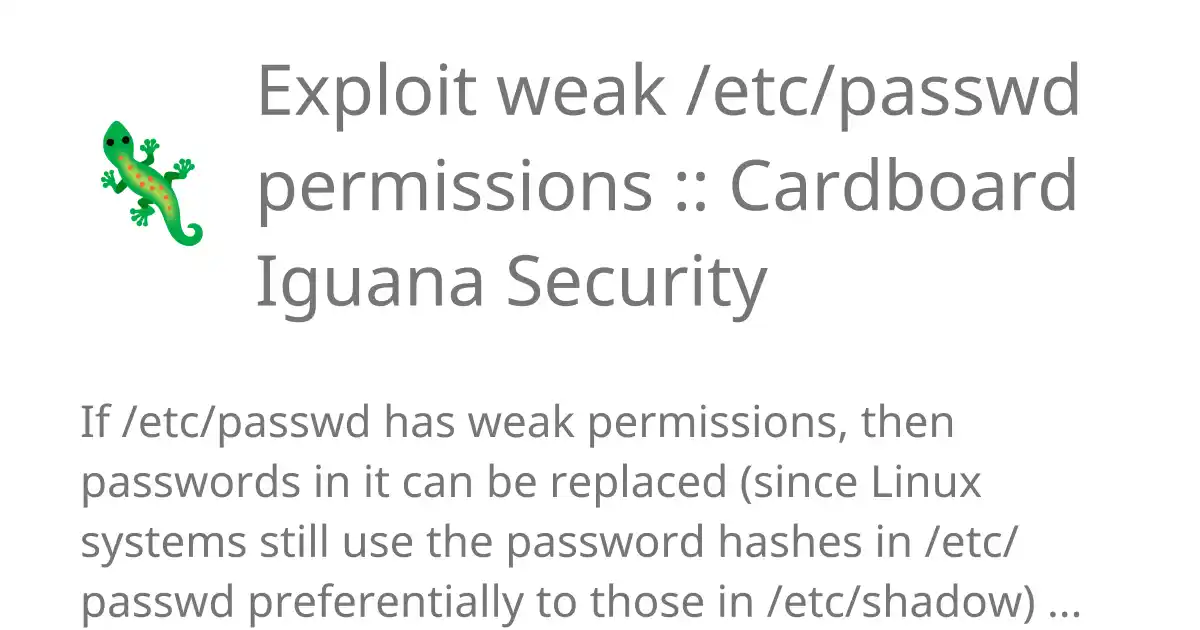 Exploit weak /etc/passwd
permissions :: Cardboard
Iguana Security
If /etc/passwd has weak permissions, then
passwords in it can be replaced (since Linux
systems still use the password hashes in /etc/
passwd preferentially to those in /etc/shadow) ...